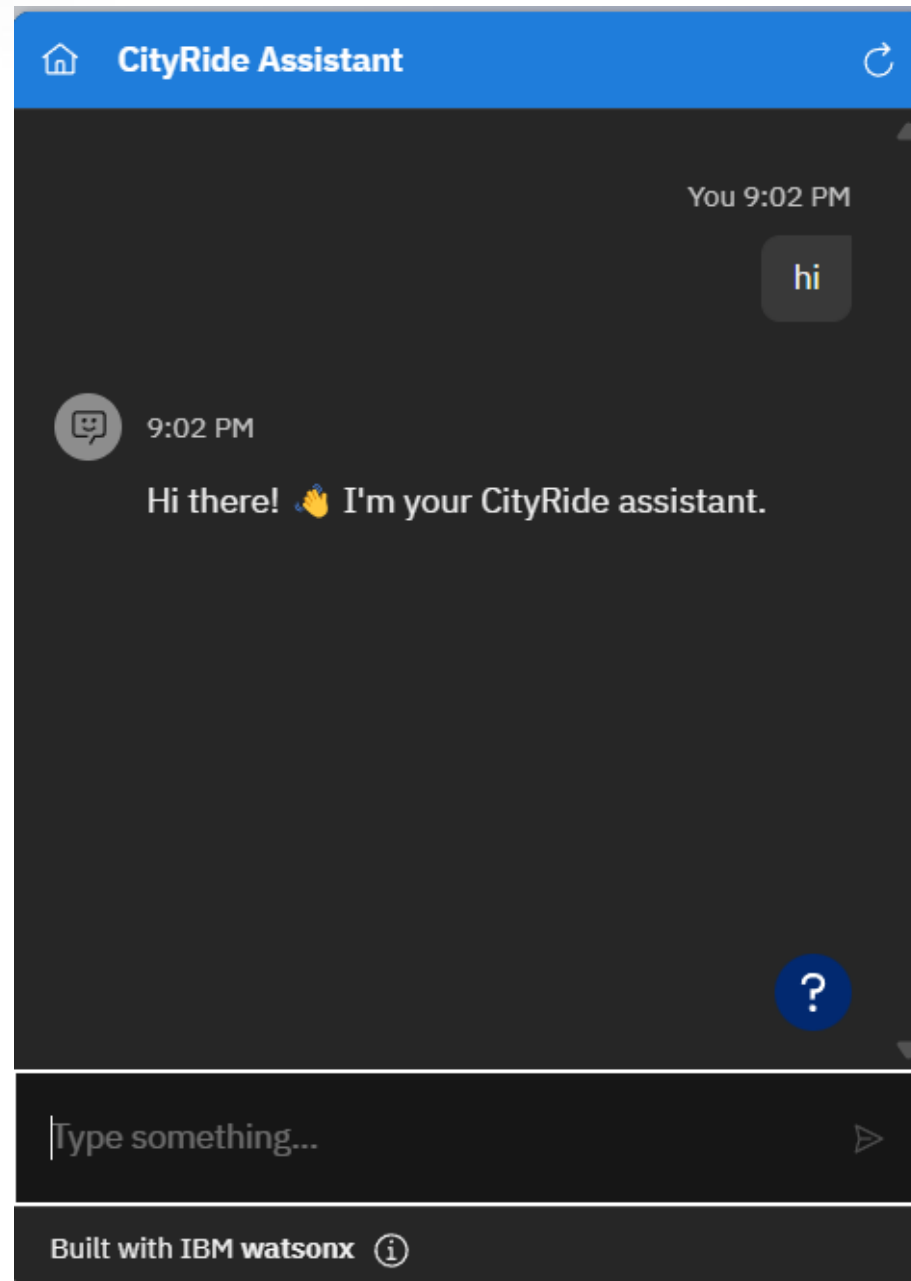 CityRide Assistant
You 9:02 PM
hi
9:02 PM
Hi there! 👋 I'm your CityRide assistant.
?
Type something...
Built with IBM watsonx